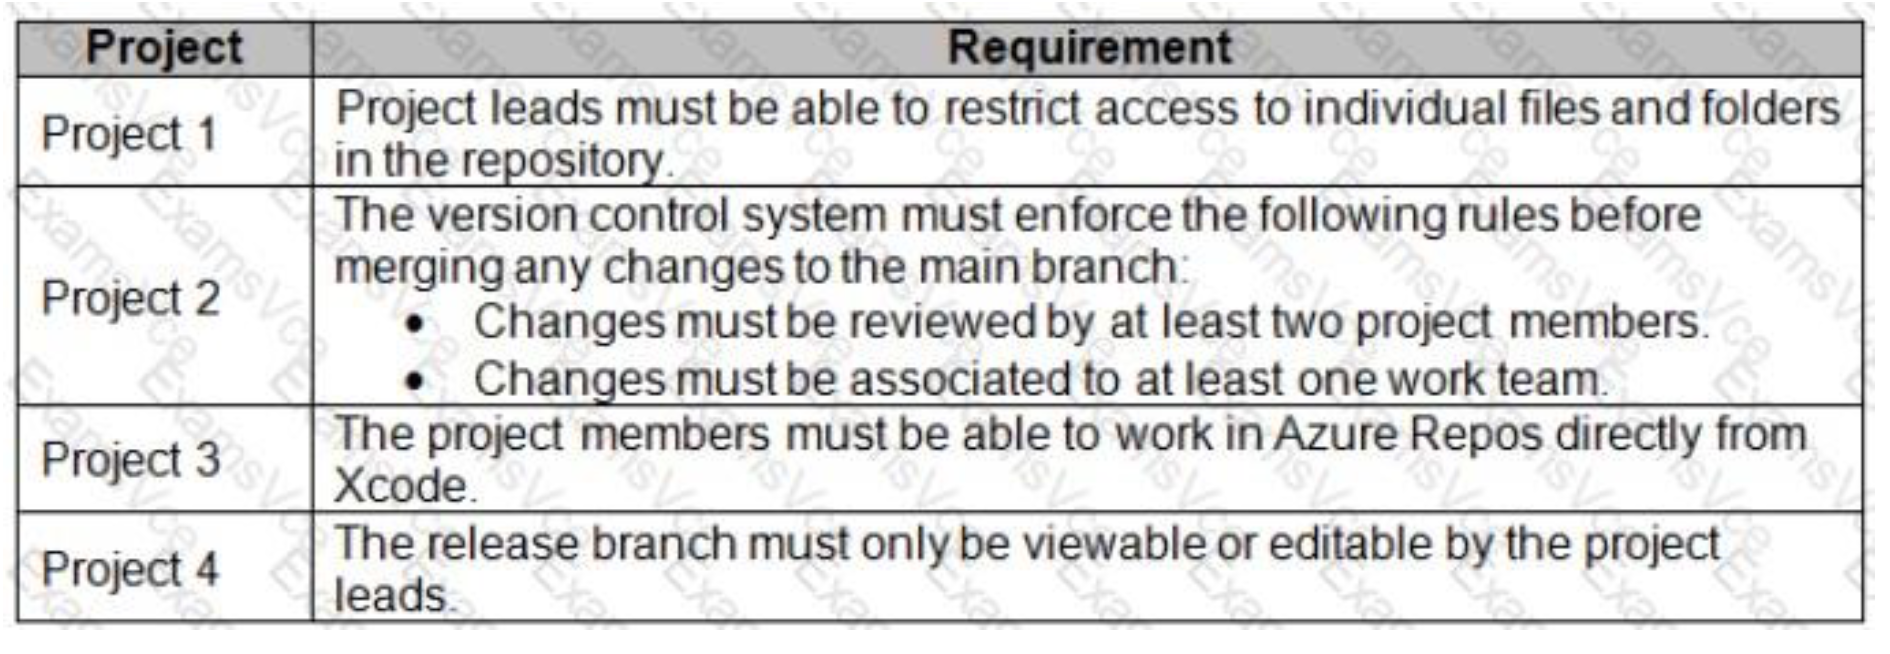 Project Requirement
Project 1
Project leads must be able to restrict access to individual files and folders
in the repository.
Project 2
The version control system must enforce the following rules before
merging any changes to the main branch:
• Changes must be reviewed by at least two project members.
• Changes must be associated to at least one work team.
Project 3
The project members must be able to work in Azure Repos directly from
Xcode.
Project 4
The release branch must only be viewable or editable by the project
leads.
ExamsVce